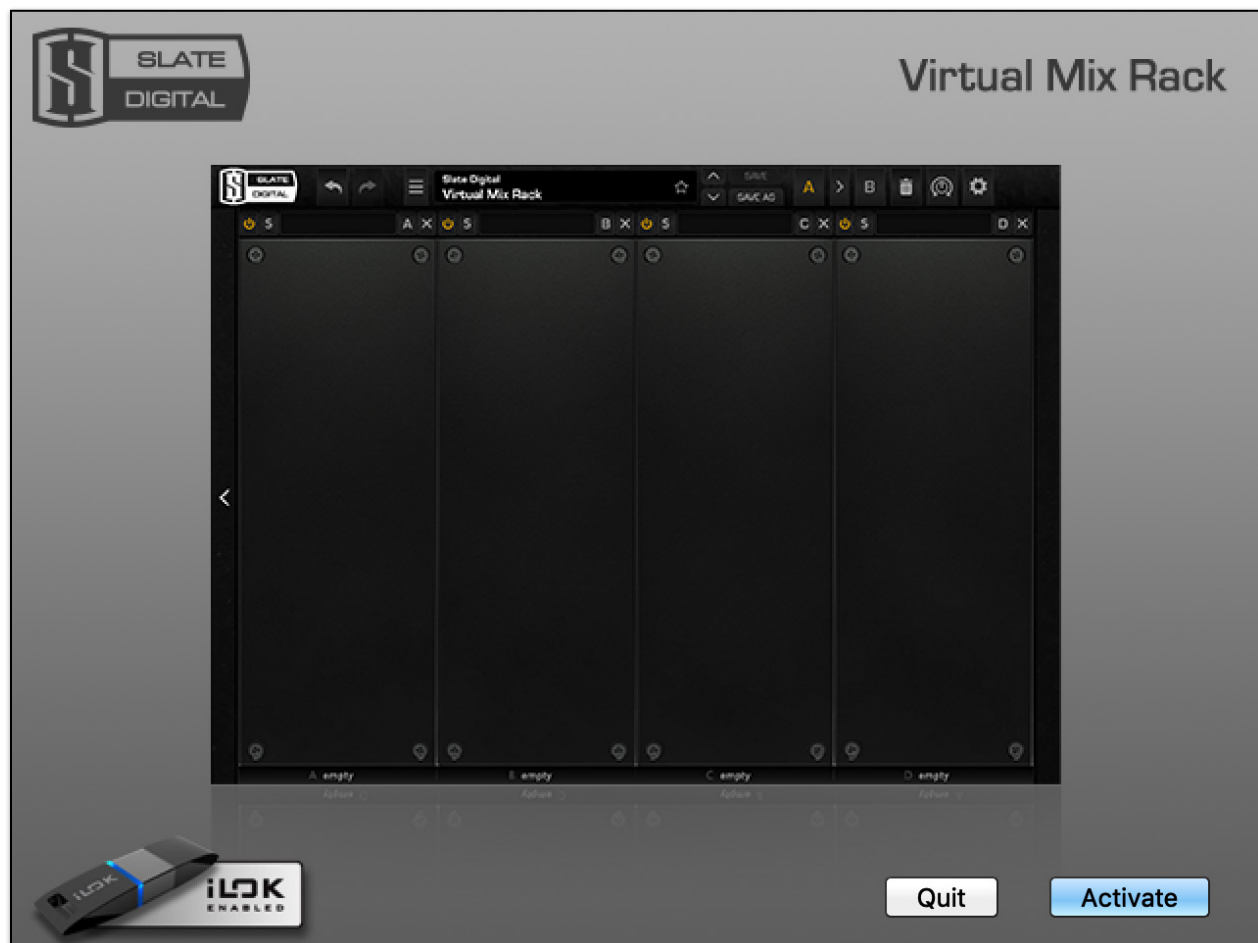 SLATE
DIGITAL
Virtual Mix Rack
SLATE
DIGITAL
Slate Digital
Virtual Mix Rack
SAVE
SAVE AS
A
B
S
A
S
B
S
C
S
D
A empty
B empty
C empty
D empty
iLOK
iLOK
ENABLED
Quit
Activate